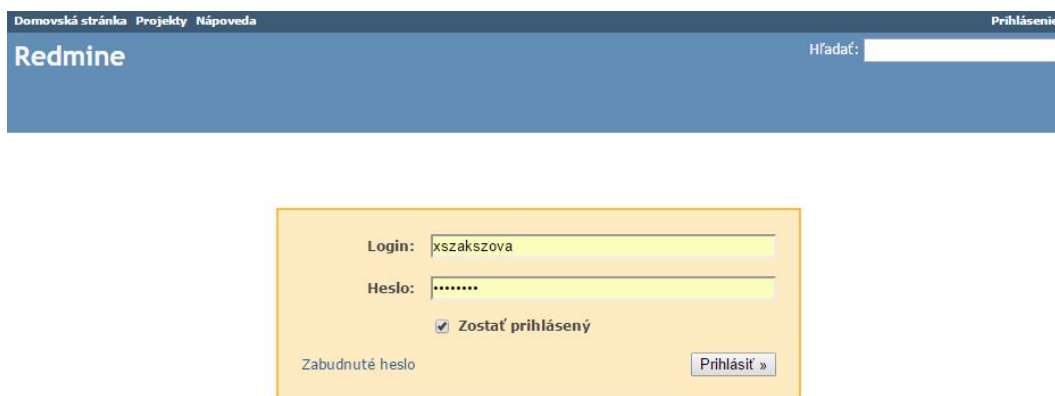 Domovská stránka Projekty Nápoveda Prihlásenie
Redmine Hľadať:
Login: xszakszova
Heslo: ••••••••
Zostať prihlásený
Zabudnuté heslo Prihlásiť »